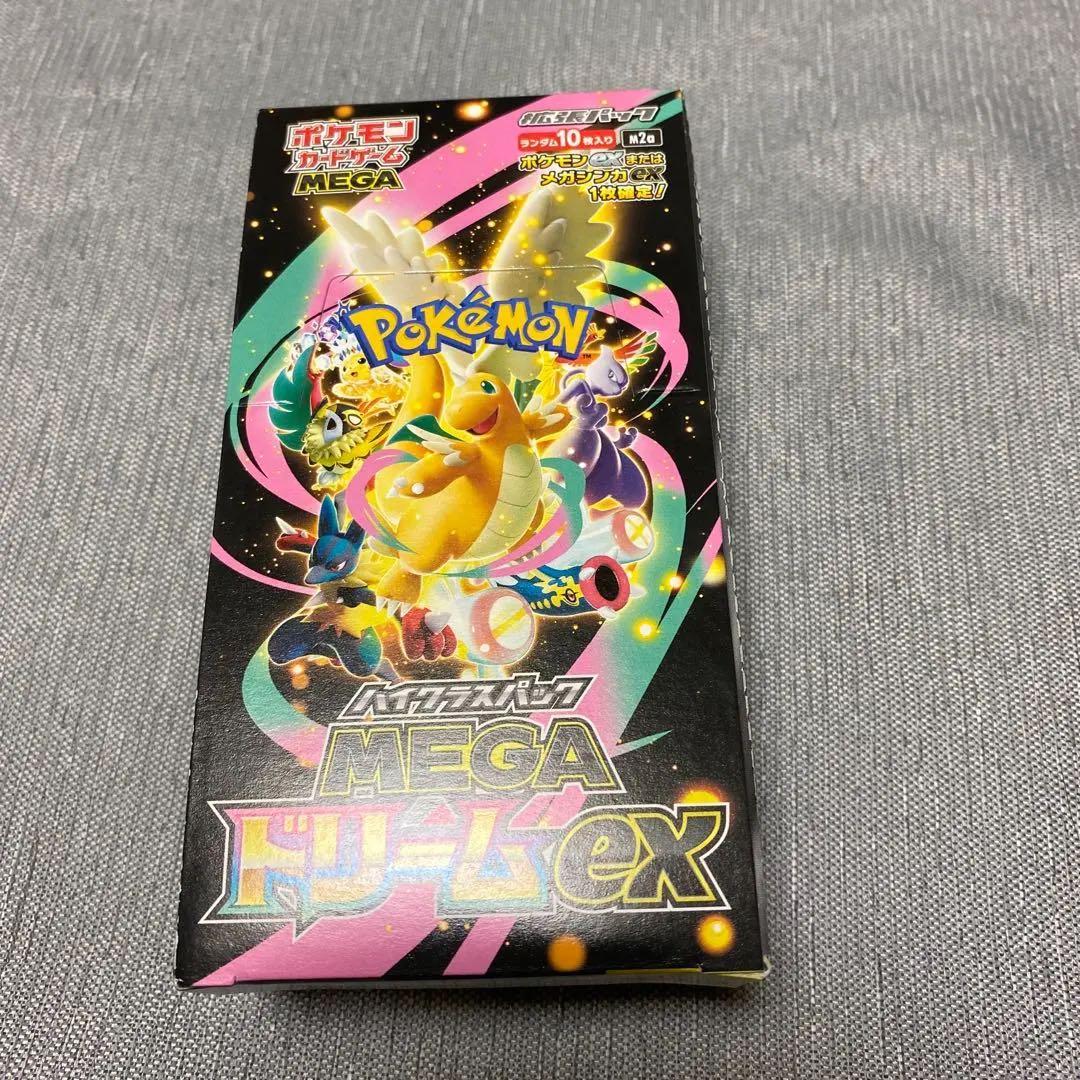 ポケモン
カードゲーム
MEGA
拡張パック
ランダム10枚入り M2a
ポケモンexまたは
メガシンカex
1枚確定!
POKÉMON
TM
ハイクラスパック
MEGA
ドリームex